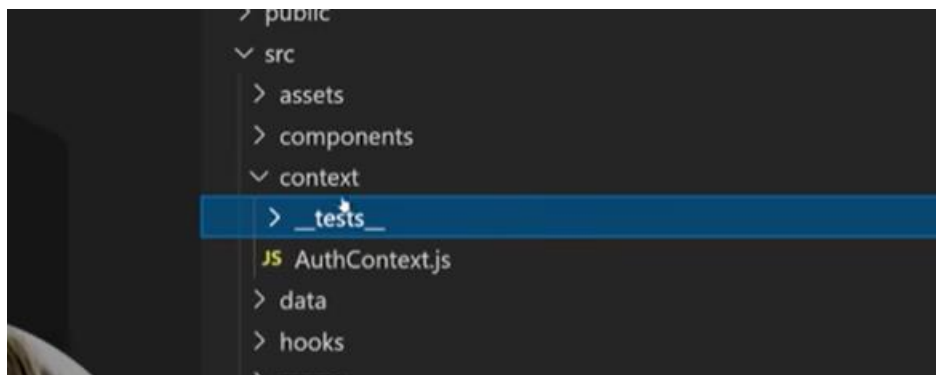 public
src
assets
components
context
__tests__
JS AuthContext.js
data
hooks